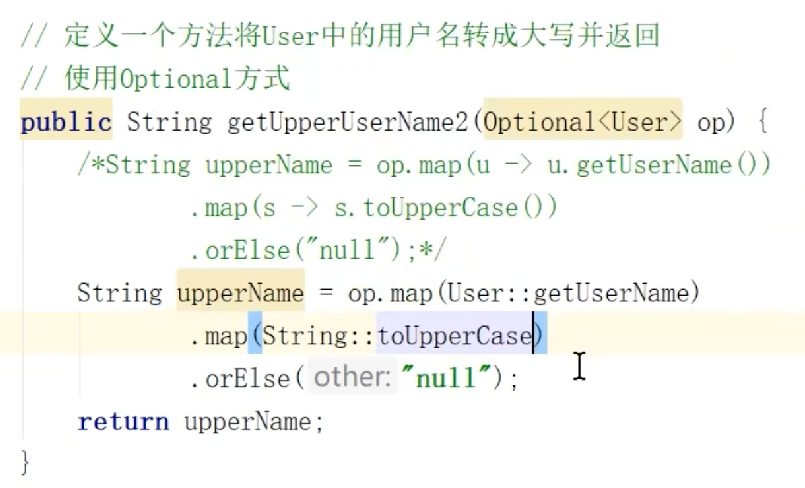 // 定义一个方法将User中的用户名转成大写并返回
// 使用Optional方式
public String getUpperUserName2(Optional<User> op) {
/*String upperName = op.map(u -> u.getUserName())
.map(s -> s.toUpperCase())
.orElse("null");*/
String upperName = op.map(User::getUserName)
.map(String::toUpperCase)
.orElse( other: "null");
return upperName;
}